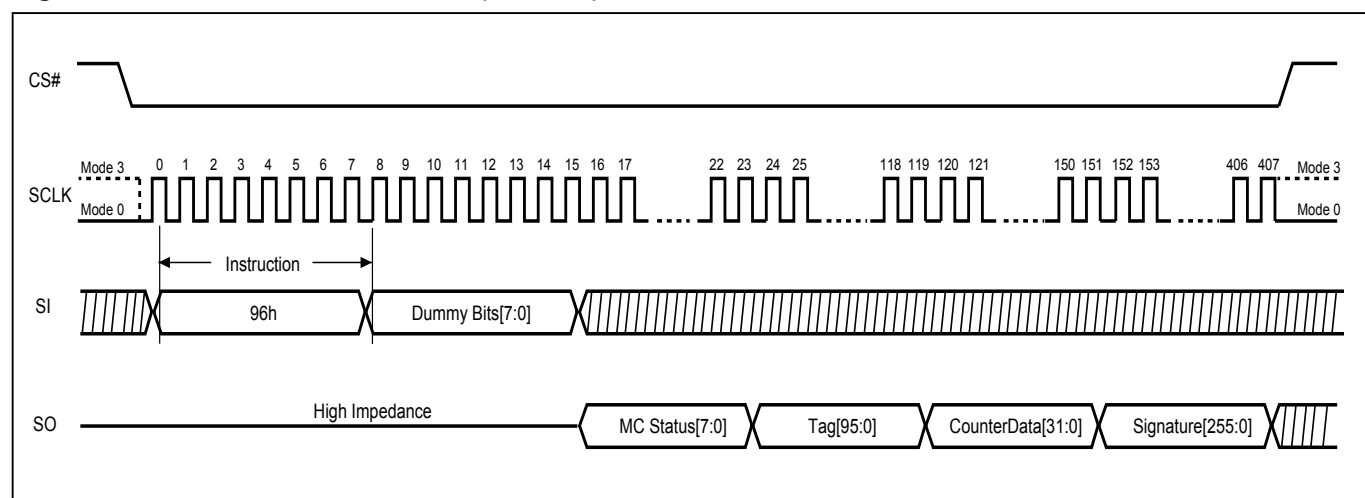 CS#
Mode 3 0 1 2 3 4 5 6 7 8 9 10 11 12 13 14 15 16 17 22 23 24 25 118 119 120 121 150 151 152 153 406 407 Mode 3
SCLK
Mode 0 Mode 0
Instruction
SI 96h Dummy Bits[7:0]
High Impedance
SO MC Status[7:0] Tag[95:0] CounterData[31:0] Signature[255:0]